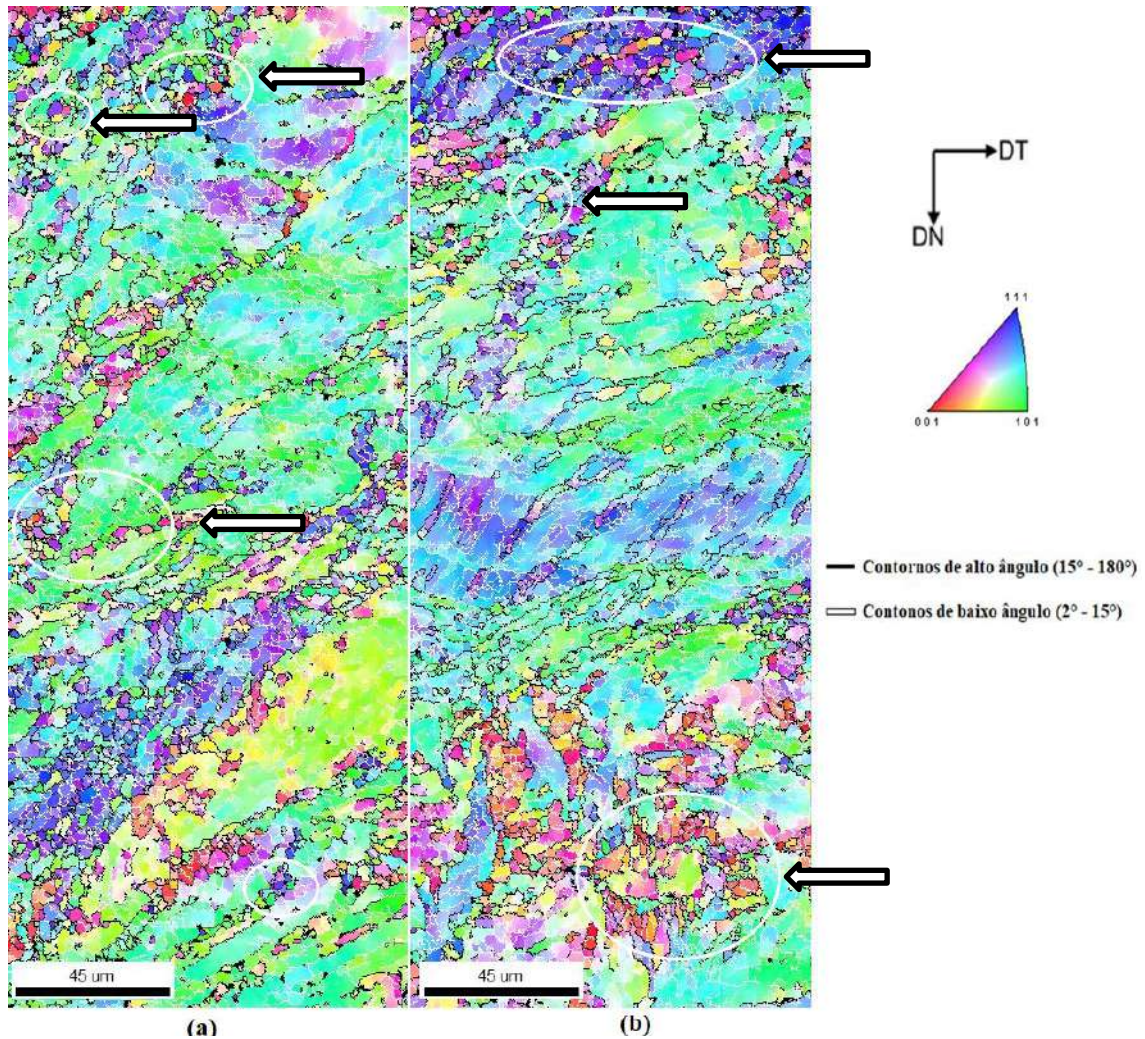 DT
DN
111
001
101
Contornos de alto ângulo (15° - 180°)
Contonos de baixo ângulo (2° - 15°)
45 um
45 um
(a)
(b)